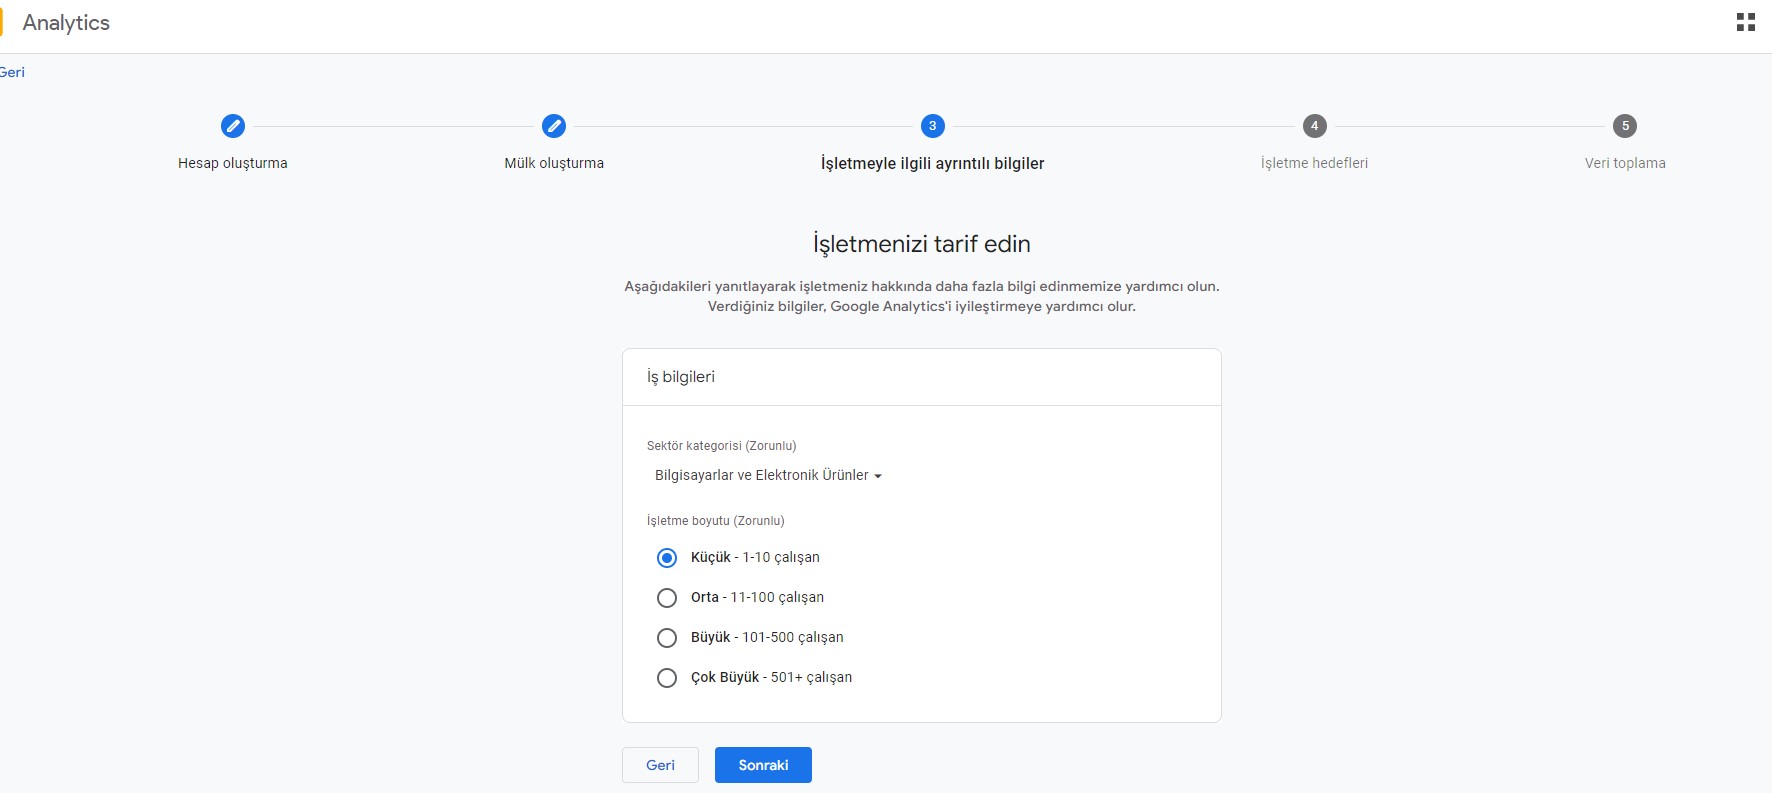 Analytics
Geri
3
4
5
Hesap oluşturma
Mülk oluşturma
İşletmeyle ilgili ayrıntılı bilgiler
İşletme hedefleri
Veri toplama
İşletmenizi tarif edin
Aşağıdakileri yanıtlayarak işletmeniz hakkında daha fazla bilgi edinmemize yardımcı olun.
Verdiğiniz bilgiler, Google Analytics'i iyileştirmeye yardımcı olur.
İş bilgileri
Sektör kategorisi (Zorunlu)
Bilgisayarlar ve Elektronik Ürünler
İşletme boyutu (Zorunlu)
Küçük - 1-10 çalışan
Orta - 11-100 çalışan
Büyük - 101-500 çalışan
Çok Büyük - 501+ çalışan
Geri
Sonraki